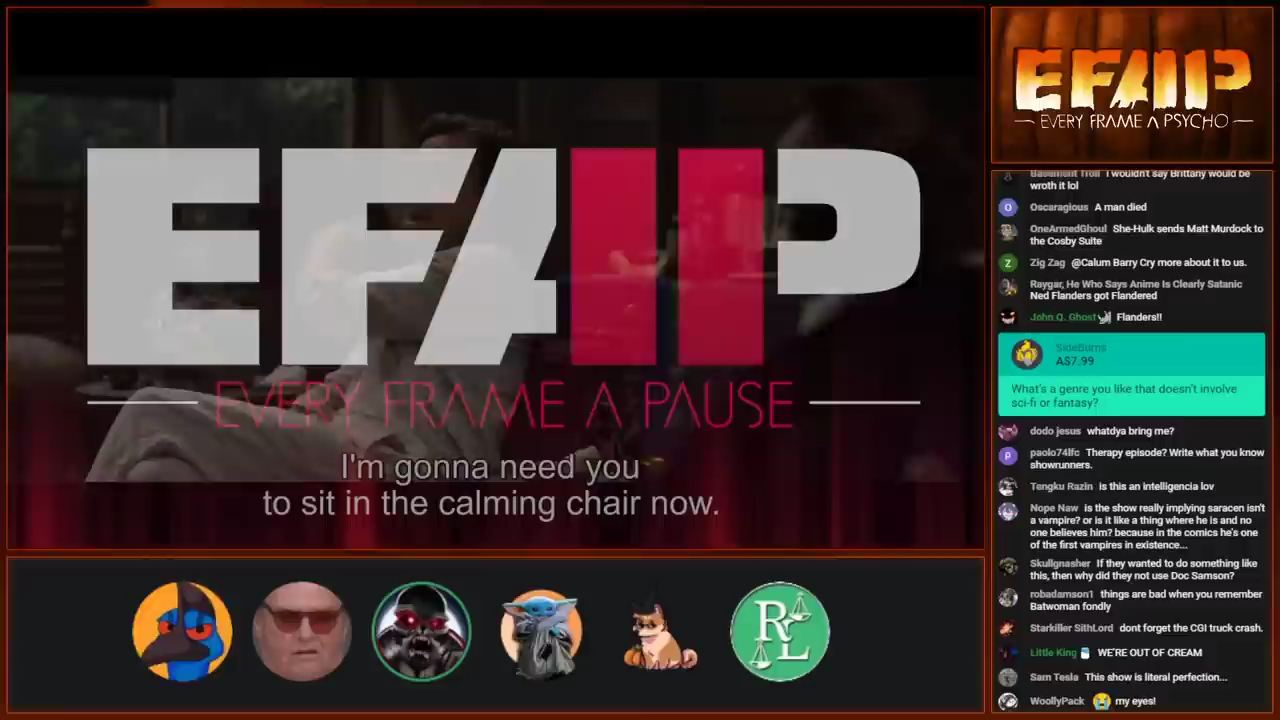 EFAP
EVERY FRAME A PAUSE
I'm gonna need you
to sit in the calming chair now.
RL
EFAP
EVERY FRAME A PSYCHO
Basement Troll I wouldn't say Brittany would be
wroth it lol
O
Oscaragious A man died
OneArmedGhoul She-Hulk sends Matt Murdock to
the Cosby Suite
Z
Zig Zag @Calum Barry Cry more about it to us.
Raygar, He Who Says Anime Is Clearly Satanic
Ned Flanders got Flandered
John Q. Ghost Flanders!!
SideBurns
A$7.99
What's a genre you like that doesn't involve
sci-fi or fantasy?
dodo jesus whatdya bring me?
P
paolo74lfc Therapy episode? Write what you know
showrunners.
Tengku Razin is this an intelligencia lov
Nope Naw is the show really implying saracen isn't
a vampire? or is it like a thing where he is and no
one believes him? because in the comics he's one
of the first vampires in existence...
Skullgnasher If they wanted to do something like
this, then why did they not use Doc Samson?
robadamson1 things are bad when you remember
Batwoman fondly
Starkiller SithLord dont forget the CGI truck crash.
Little King WE'RE OUT OF CREAM
Sam Tesla This show is literal perfection...
WoollyPack my eyes!